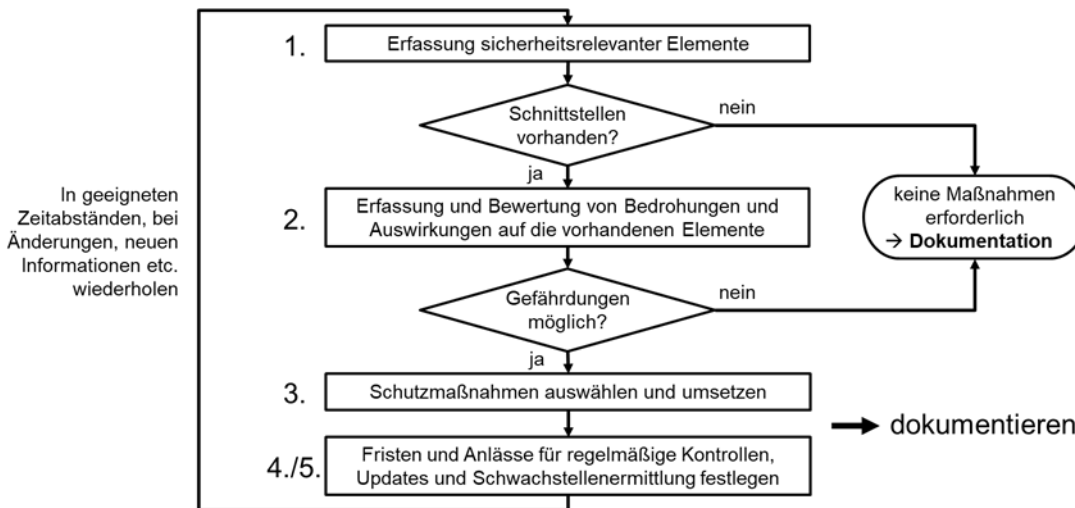 1.
Erfassung sicherheitsrelevanter Elemente
Schnittstellen
vorhanden?
nein
ja
In geeigneten
Zeitabständen, bei
Änderungen, neuen
Informationen etc.
wiederholen
keine Maßnahmen
erforderlich
→ Dokumentation
2.
Erfassung und Bewertung von Bedrohungen und
Auswirkungen auf die vorhandenen Elemente
Gefährdungen
möglich?
nein
ja
3.
Schutzmaßnahmen auswählen und umsetzen
dokumentieren
4./5.
Fristen und Anlässe für regelmäßige Kontrollen,
Updates und Schwachstellenermittlung festlegen